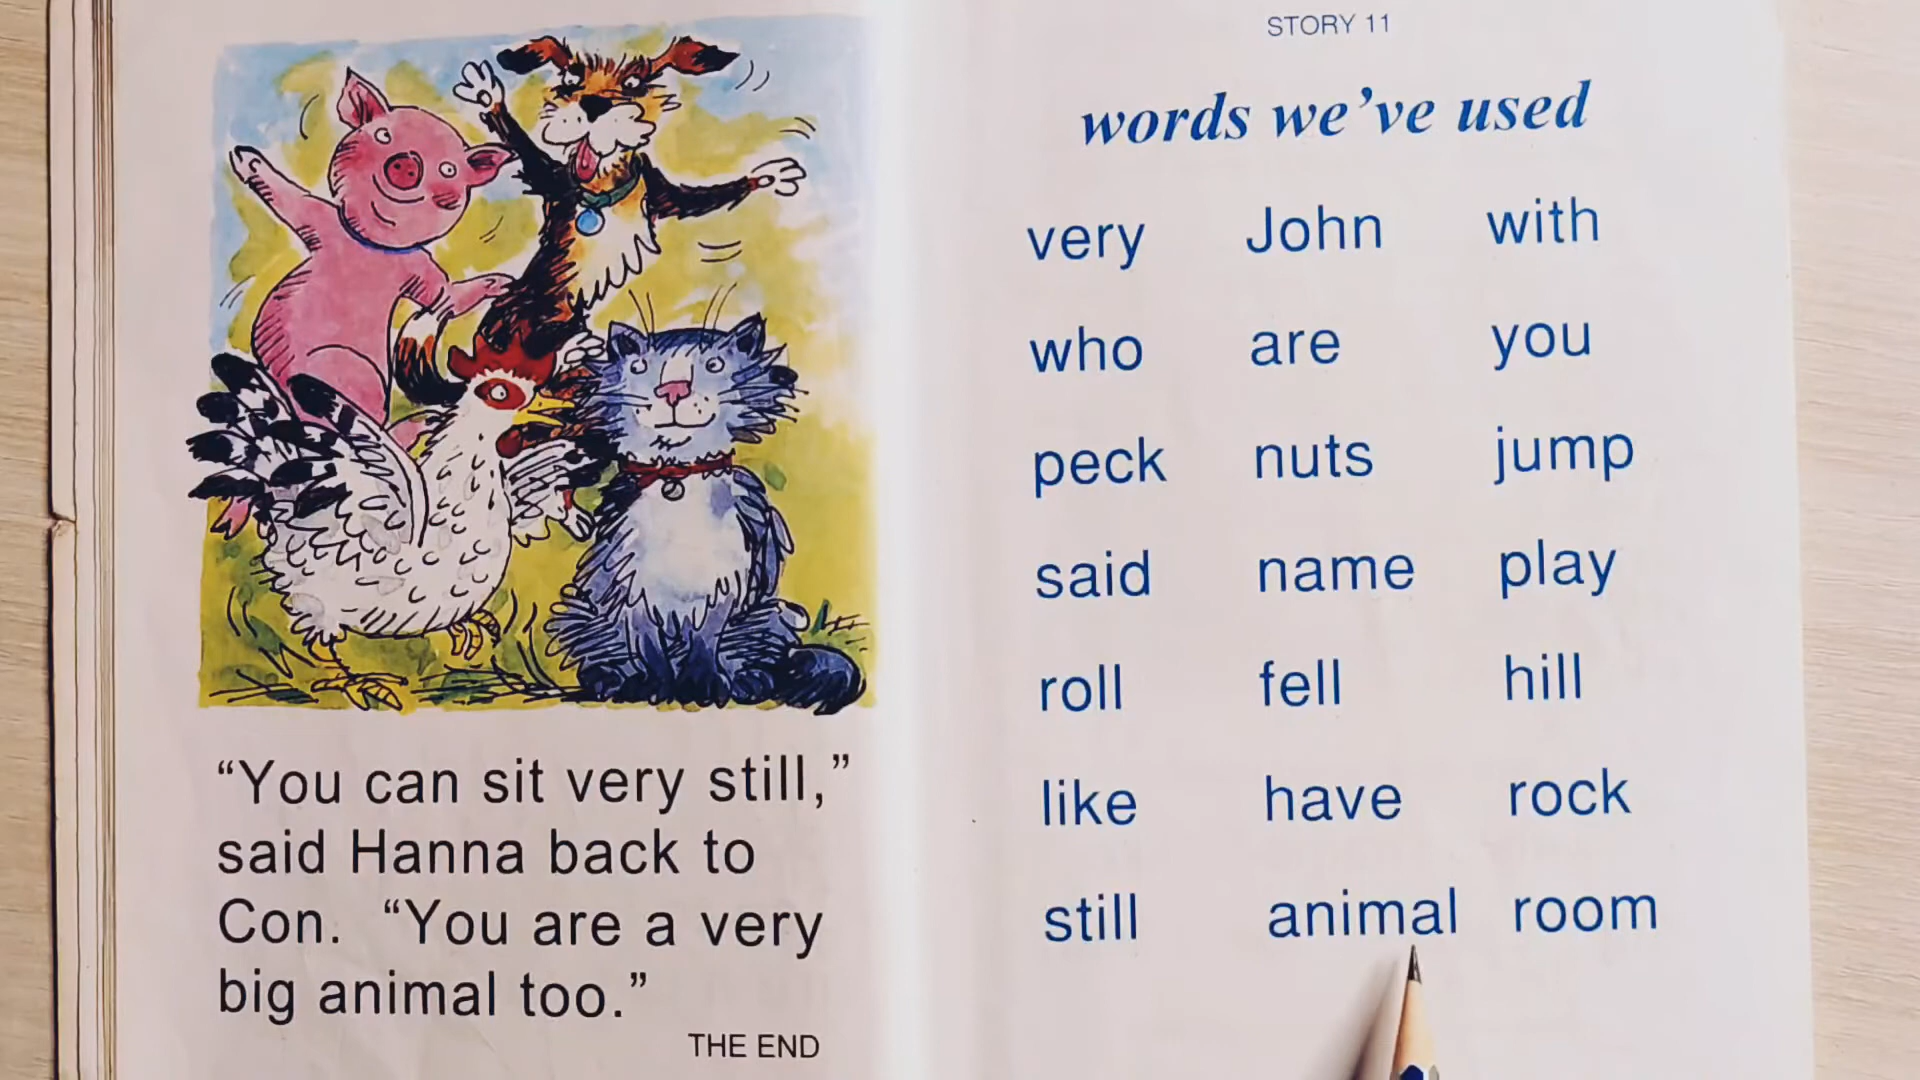 “You can sit very still,”
said Hanna back to
Con. “You are a very
big animal too.”
THE END
STORY 11
words we’ve used
very John with
who are you
peck nuts jump
said name play
roll fell hill
like have rock
still animal room